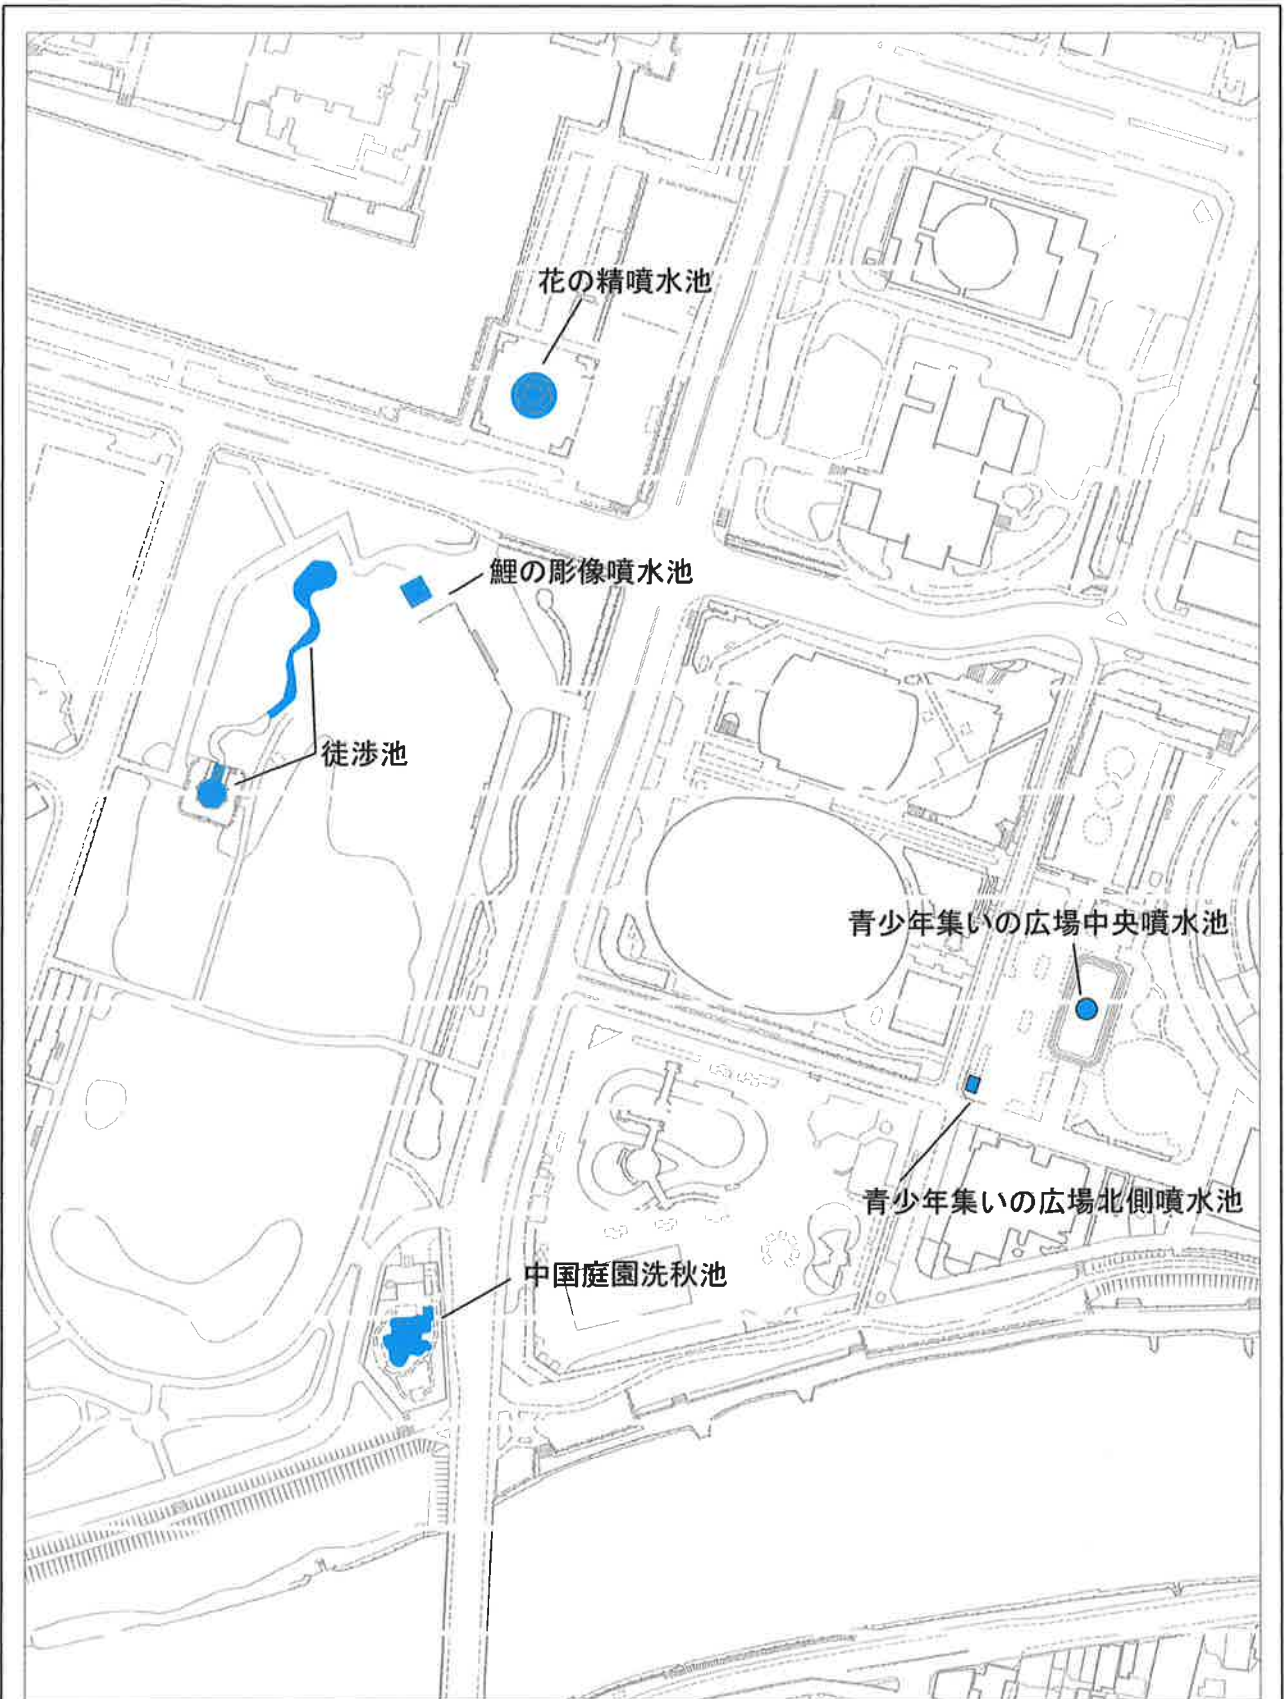 花の精噴水池
鯉の彫像噴水池
徒渉池
青少年集いの広場中央噴水池
青少年集いの広場北側噴水池
中国庭園洗秋池